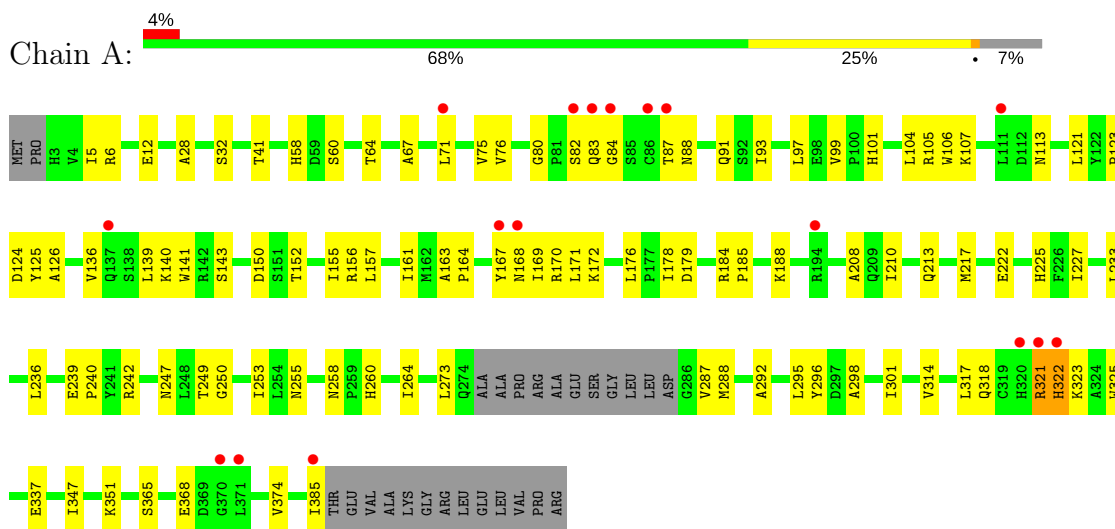 4%
Chain A:
68% 25% • 7%
MET PRO H3 V4 I5 R6 E12 A28 S32 T41 H58 D59 S60 T64 A67 L71 V75 V76 G80 P81 S82 Q83 G84 S85 C86 T87 N88 Q91 S92 I93 L97 E98 V99 P100 H101 L104 R105 W106 K107 L111 D112 N113 L121 Y122
D124 Y125 A126 V136 Q137 S138 L139 K140 W141 R142 S143 D150 S151 T152 I155 R156 L157 I161 M162 A163 P164 Y167 N168 I169 R170 L171 K172 L176 P177 I178 D179 R184 P185 K188 R194 A208 Q209 I210 Q213 M217 E222 H225 F226 I227
L236 E239 P240 Y241 R242 N247 L248 T249 G250 I253 L254 N255 N258 P259 H260 I264 L273 Q274 ALA ALA PRO ARG ALA GLU SER GLY LEU LEU ASP G286 V287 M288 A292 L295 Y296 D297 A298 I301 V314 L317 Q318 C319 H320 R321 H322 K323 A324
E337 I347 K351 S365 E368 D369 G370 L371 V374 I385 THR GLU VAL ALA LYS GLY ARG LEU GLU LEU VAL PRO ARG